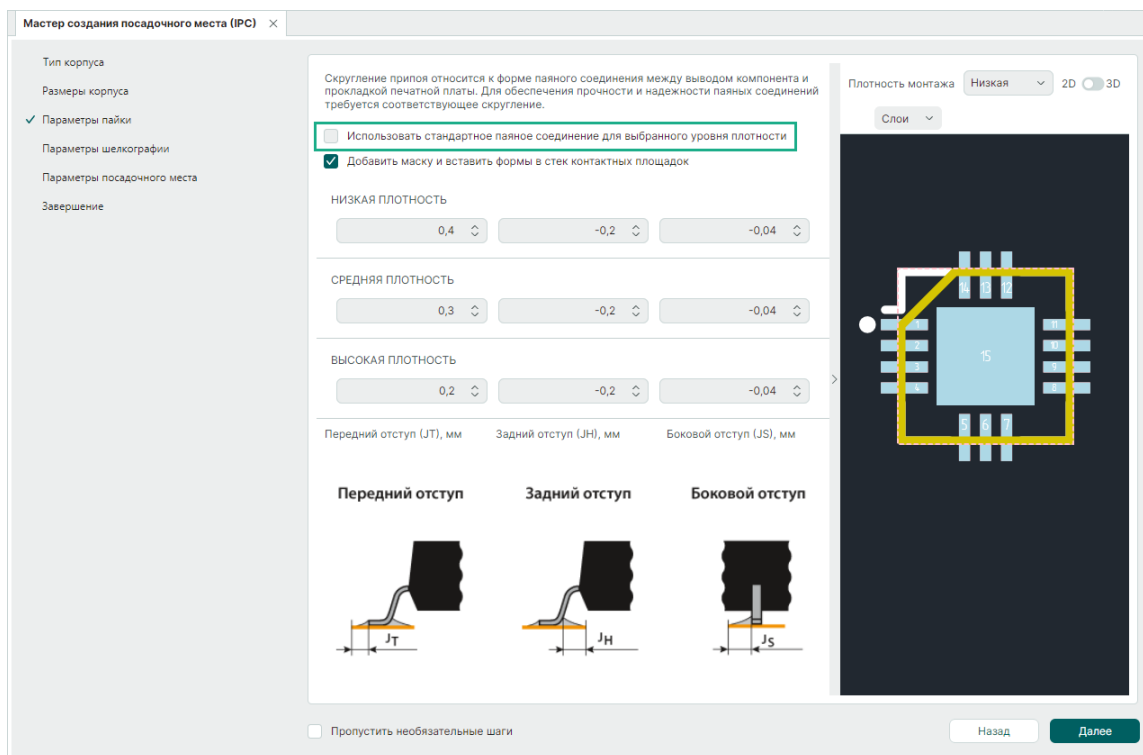 Мастер создания посадочного места (IPC)
Тип корпуса
Размеры корпуса
Параметры пайки
Параметры шелкографии
Параметры посадочного места
Завершение
Скругление припоя относится к форме паяного соединения между выводом компонента и
прокладкой печатной платы. Для обеспечения прочности и надежности паяных соединений
требуется соответствующее скругление.
Использовать стандартное паяное соединение для выбранного уровня плотности
Добавить маску и вставить формы в стек контактных площадок
НИЗКАЯ ПЛОТНОСТЬ
0,4 -0,2 -0,04
СРЕДНЯЯ ПЛОТНОСТЬ
0,3 -0,2 -0,04
ВЫСОКАЯ ПЛОТНОСТЬ
0,2 -0,2 -0,04
Передний отступ (JT), мм Задний отступ (JH), мм Боковой отступ (JS), мм
Передний отступ Задний отступ Боковой отступ
JT JH JS
Плотность монтажа Низкая 2D 3D
Слои
14 13 12
1 11
2 10
3 9
4 8
15
5 6 7
Пропустить необязательные шаги
Назад Далее